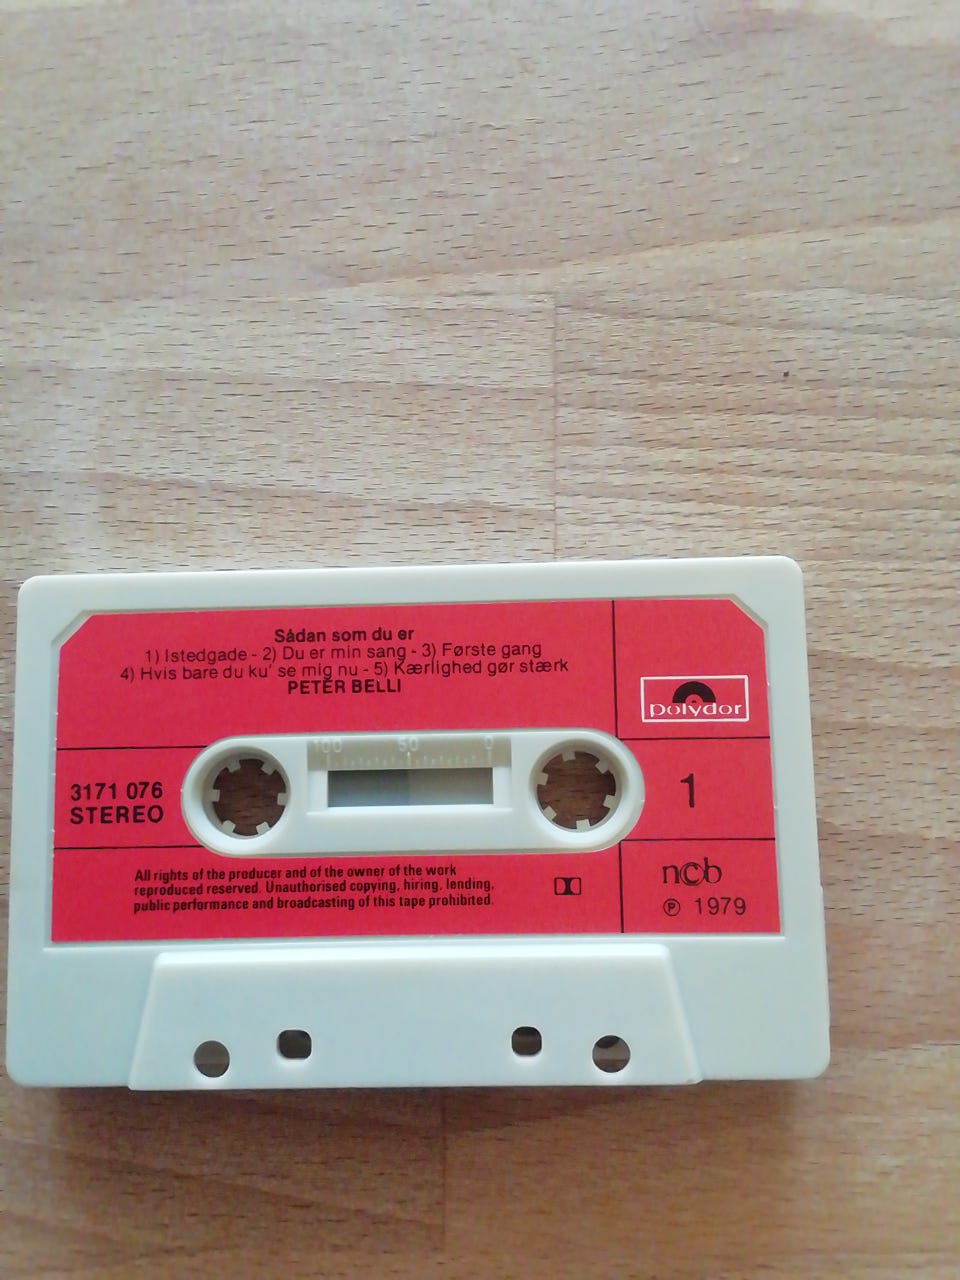 Sådan som du er
1) Istedgade - 2) Du er min sang - 3) Første gang
4) Hvis bare du ku' se mig nu - 5) Kærlighed gør stærk
PETER BELLI
polydor
100 50 0
3171 076
STEREO
1
All rights of the producer and of the owner of the work
reproduced reserved. Unauthorised copying, hiring, lending,
public performance and broadcasting of this tape prohibited.
ncb
℗ 1979